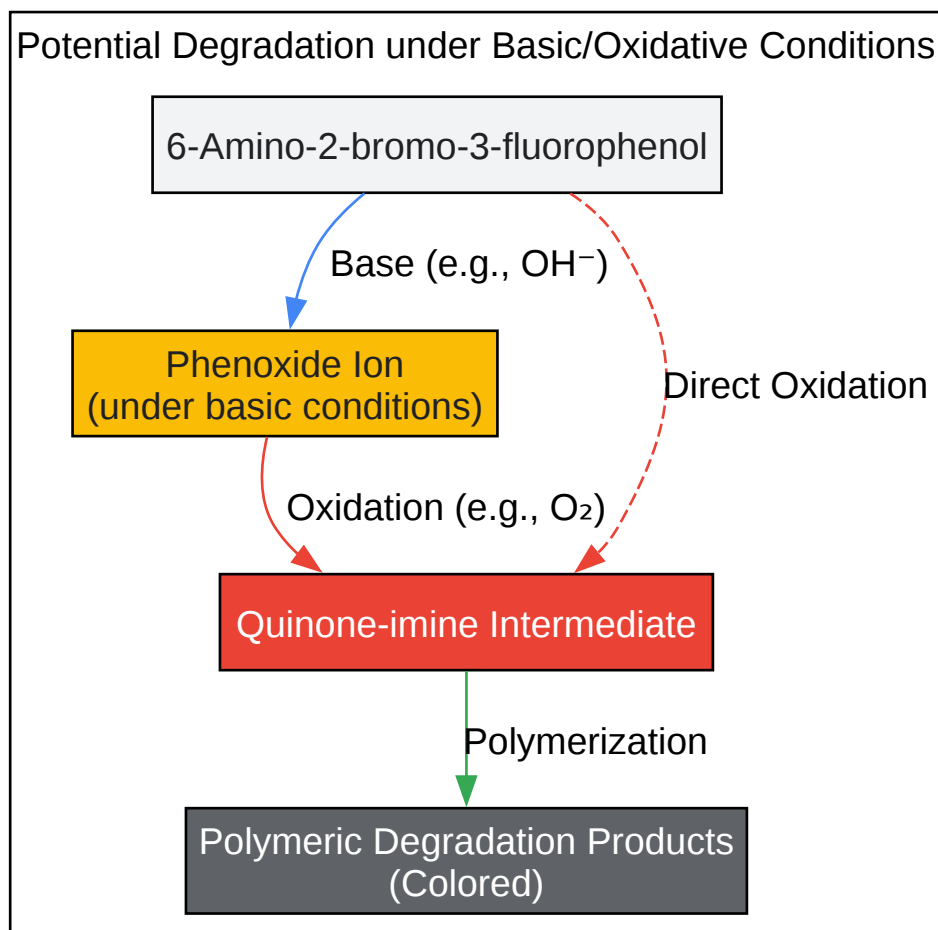 Potential Degradation under Basic/Oxidative Conditions
6-Amino-2-bromo-3-fluorophenol
Base (e.g., OH⁻)
Phenoxide Ion
(under basic conditions)
Direct Oxidation
Oxidation (e.g., O₂)
Quinone-imine Intermediate
Polymerization
Polymeric Degradation Products
(Colored)